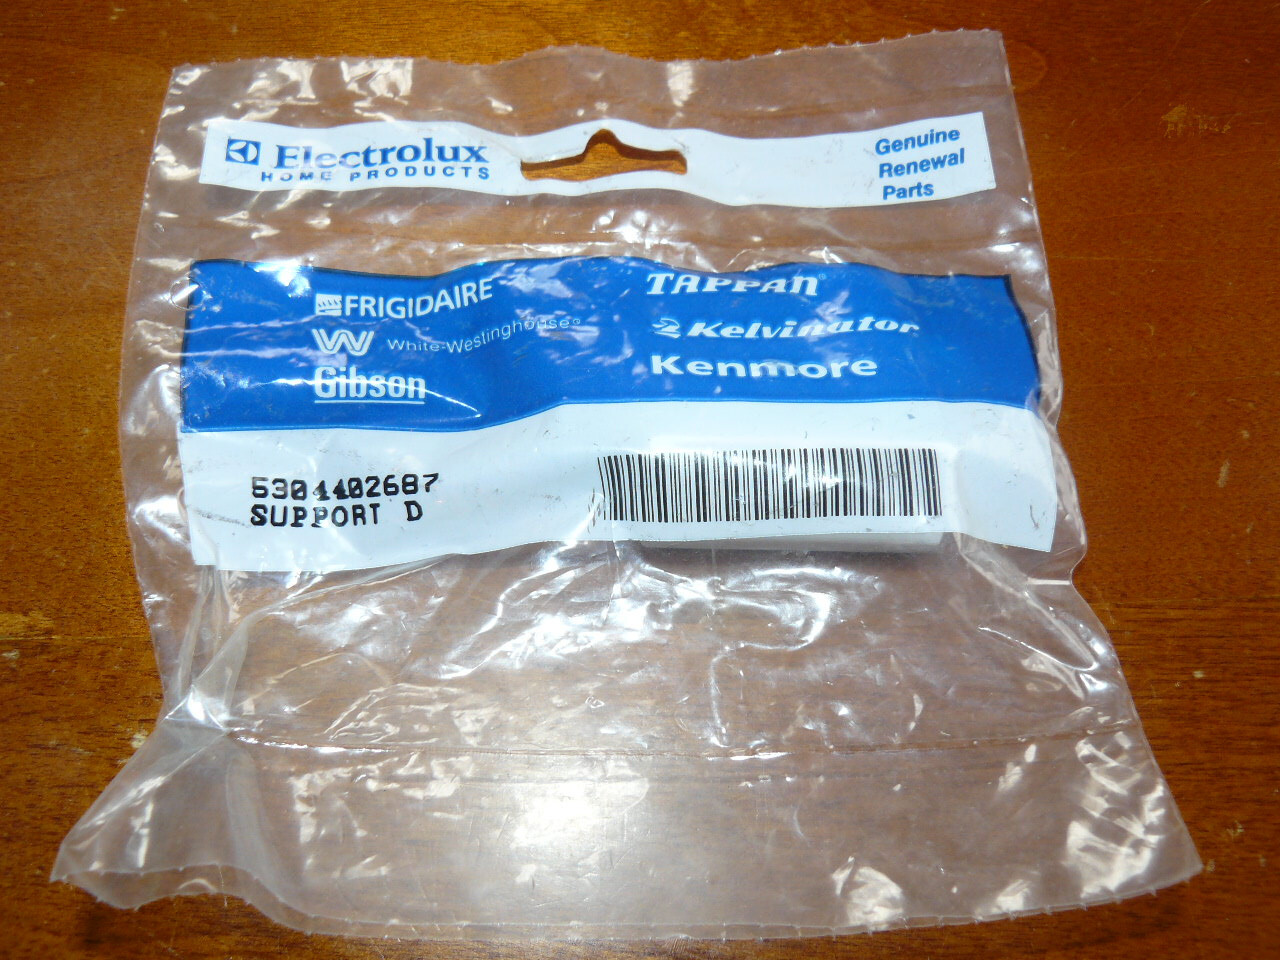 Electrolux
HOME PRODUCTS
Genuine
Renewal
Parts
FRIGIDAIRE
White-Westinghouse®
Gibson
TAPPAN®
Kelvinator
Kenmore
5304402687
SUPPORT D